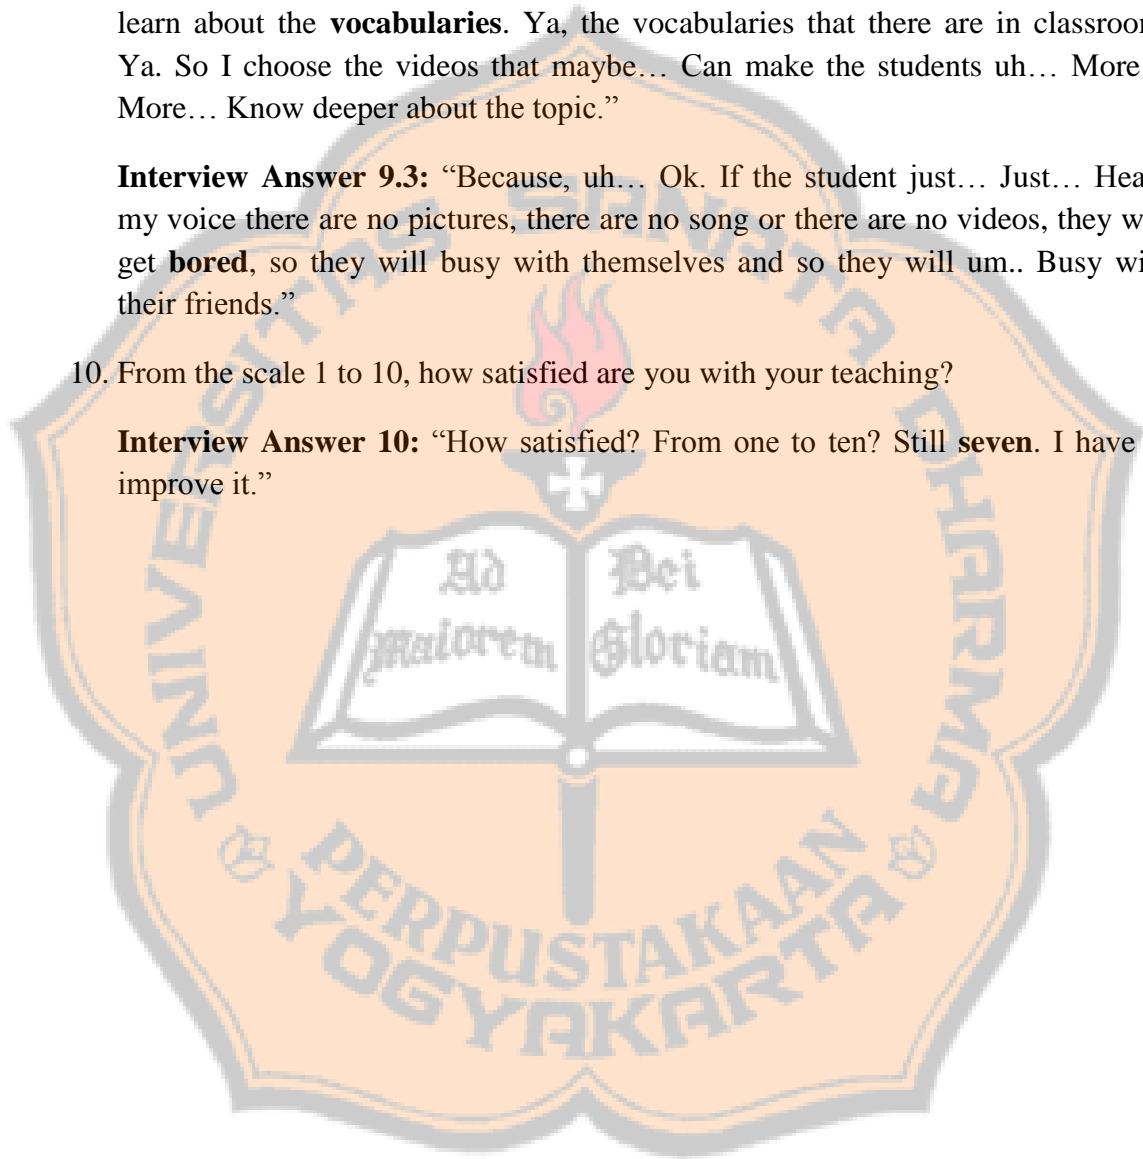 learn about the vocabularies. Ya, the vocabularies that there are in classroom
Ya. So I choose the videos that maybe… Can make the students uh… More
More… Know deeper about the topic.”
Interview Answer 9.3: “Because, uh… Ok. If the student just… Just… Hea
my voice there are no pictures, there are no song or there are no videos, they w
get bored, so they will busy with themselves and so they will um.. Busy wi
their friends.”
10. From the scale 1 to 10, how satisfied are you with your teaching?
Interview Answer 10: “How satisfied? From one to ten? Still seven. I have
improve it.”
UNIVERSITAS SANATA DHARMA
Ad Dei
Maiorem Gloriam
PERPUSTAKAAN
YOGYAKARTA